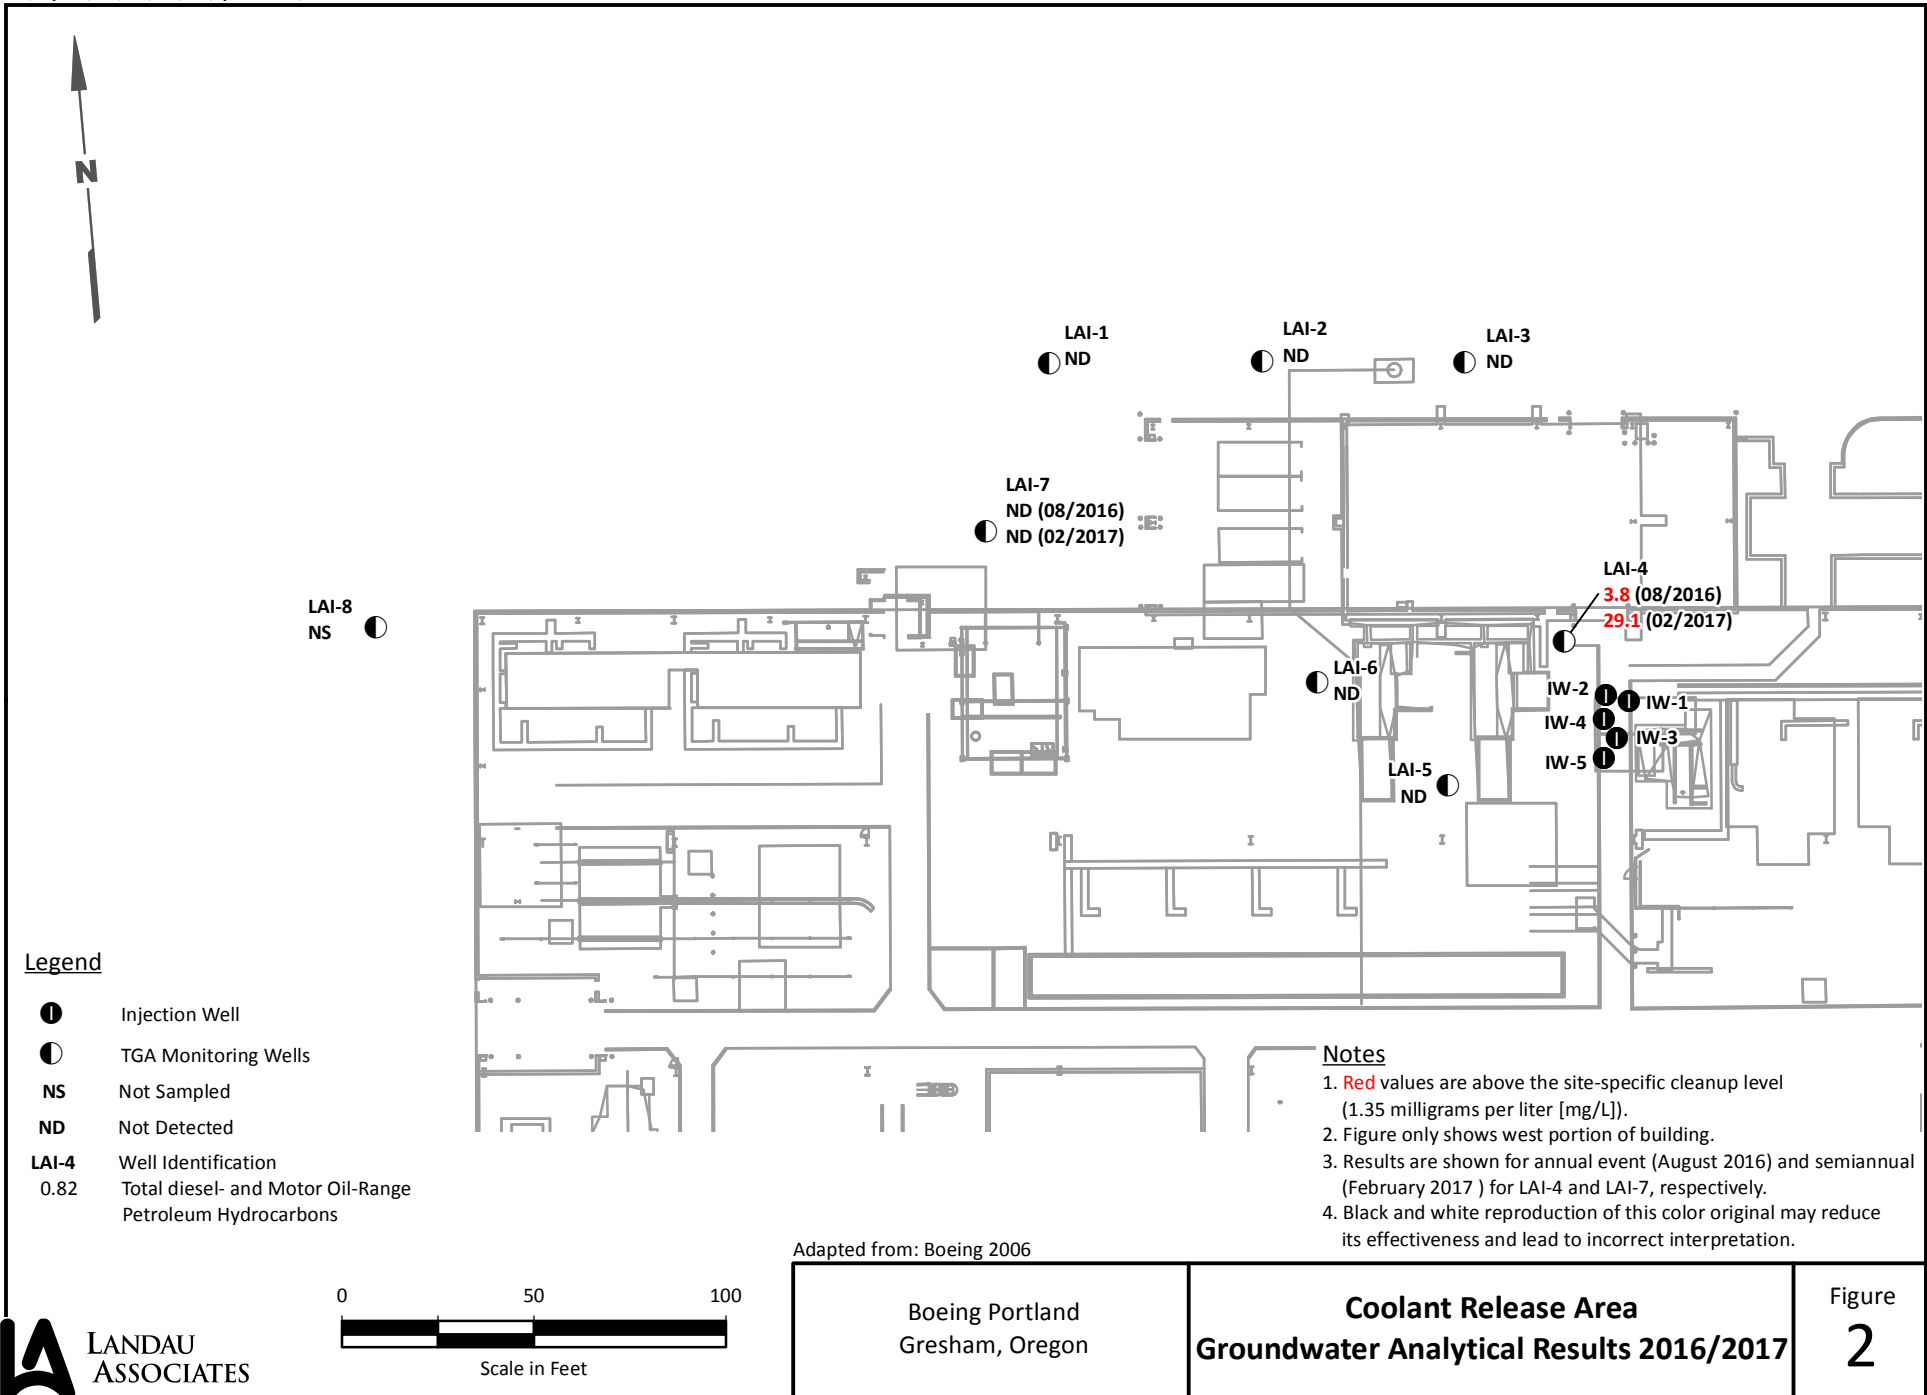 N
LAI-1
ND
LAI-2
ND
LAI-3
ND
LAI-7
ND (08/2016)
ND (02/2017)
LAI-4
3.8 (08/2016)
29.1 (02/2017)
LAI-8
NS
LAI-6
ND
IW-2
IW-1
IW-4
IW-3
IW-5
LAI-5
ND
Legend
Injection Well
TGA Monitoring Wells
NS Not Sampled
ND Not Detected
LAI-4 Well Identification
0.82 Total diesel- and Motor Oil-Range
Petroleum Hydrocarbons
Notes
1. Red values are above the site-specific cleanup level
(1.35 milligrams per liter [mg/L]).
2. Figure only shows west portion of building.
3. Results are shown for annual event (August 2016) and semiannual
(February 2017 ) for LAI-4 and LAI-7, respectively.
4. Black and white reproduction of this color original may reduce
its effectiveness and lead to incorrect interpretation.
Adapted from: Boeing 2006
0 50 100
Scale in Feet
LANDAU
ASSOCIATES
Boeing Portland
Gresham, Oregon
Coolant Release Area
Groundwater Analytical Results 2016/2017
Figure
2